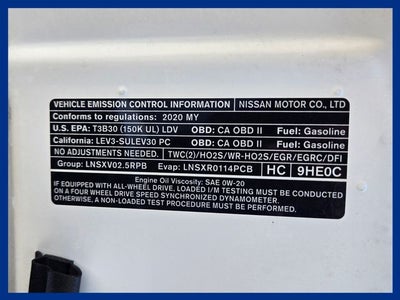 VEHICLE EMISSION CONTROL INFORMATION NISSAN MOTOR CO., LTD
Conforms to regulations: 2020 MY
U.S. EPA: T3B30 (150K UL) LDV OBD: CA OBD II Fuel: Gasoline
California: LEV3-SULEV30 PC OBD: CA OBD II Fuel: Gasoline
NO ADJUSTMENTS NEEDED. TWC(2)/HO2S/WR-HO2S/EGR/EGRC/DFI
Group: LNSXV02.5RPB Evap: LNSXR0114PCB HC 9HE0C
Engine Oil Viscosity: SAE 0W-20
IF EQUIPPED WITH ALL-WHEEL DRIVE, LOADED I/M TESTING MUST BE CONDUCTED
ON A FOUR WHEEL DRIVE SPEED SYNCHRONIZED DYNAMOMETER.
OTHERWISE, A NON-LOADED TEST PROCEDURE MUST BE USED.